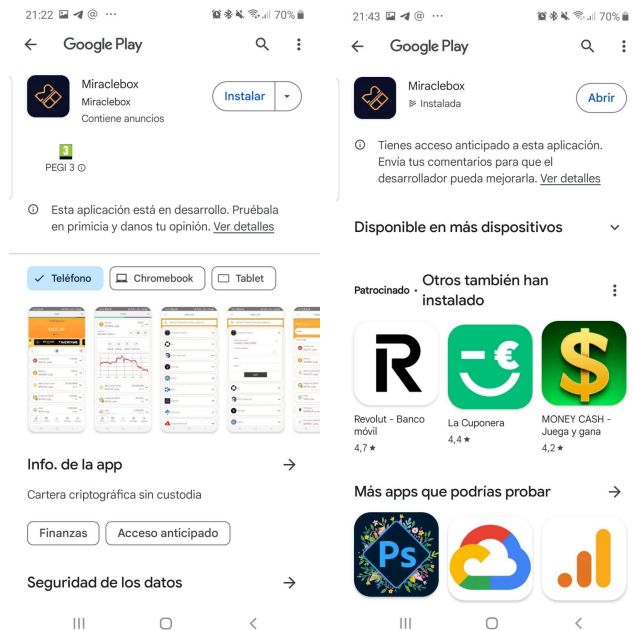 21:22
70%
Google Play
Miraclebox
Miraclebox
Contiene anuncios
Instalar
3
PEGI 3
Esta aplicación está en desarrollo. Pruébala
en primicia y danos tu opinión. Ver detalles
Teléfono
Chromebook
Tablet
Info. de la app
Cartera criptográfica sin custodia
Finanzas
Acceso anticipado
Seguridad de los datos
21:43
70%
Google Play
Miraclebox
Instalada
Abrir
Tienes acceso anticipado a esta aplicación.
Envía tus comentarios para que el
desarrollador pueda mejorarla. Ver detalles
Disponible en más dispositivos
Patrocinado · Otros también han
instalado
R
€
$
Revolut - Banco
móvil
4,7 ★
La Cuponera
4,4 ★
MONEY CASH -
Juega y gana
4,2 ★
Más apps que podrías probar
Ps